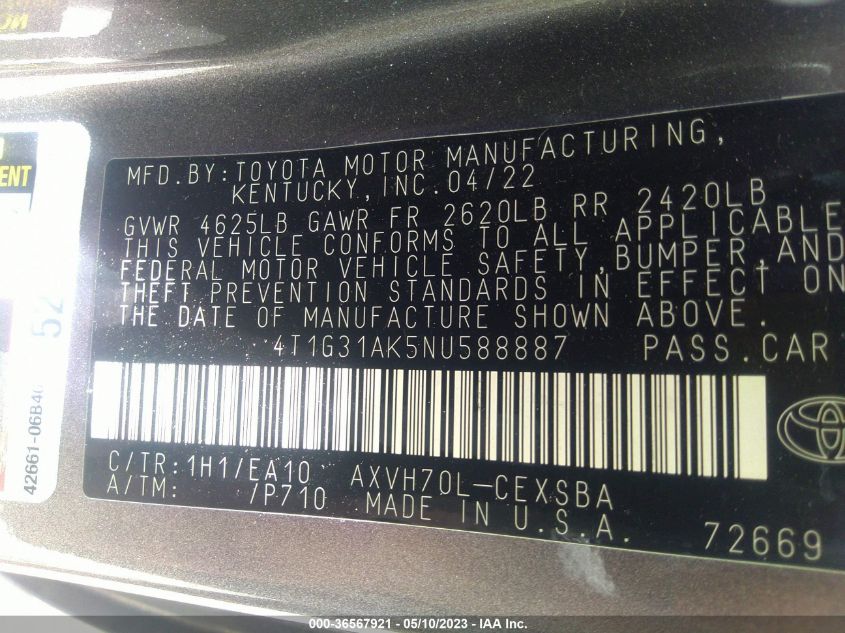 MFD.BY:TOYOTA MOTOR MANUFACTURING,
KENTUCKY,INC.04/22
GVWR 4625LB GAWR FR 2620LB RR 2420LB
THIS VEHICLE CONFORMS TO ALL APPLICABLE
FEDERAL MOTOR VEHICLE SAFETY,BUMPER,AND
THEFT PREVENTION STANDARDS IN EFFECT ON
THE DATE OF MANUFACTURE SHOWN ABOVE.
4T1G31AK5NU588887 PASS.CAR
C/TR:1H1/EA10 AXVH70L-CEXSBA
A/TM: /P710 MADE IN U.S.A. 72669
52
000-36567921 - 05/10/2023 - IAA Inc.